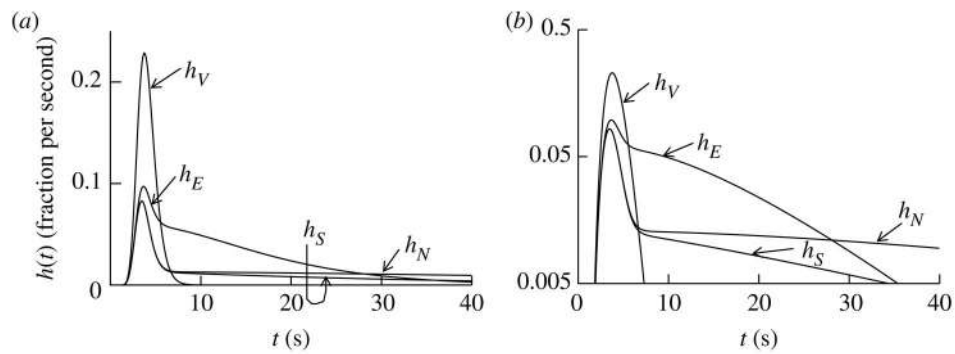 (a)
h(t) (fraction per second)
0.2
0.1
0
10
20
30
40
t (s)
h_V
h_E
h_S
h_N
(b)
0.5
0.05
0.005
0
10
20
30
40
t (s)
h_V
h_E
h_N
h_S